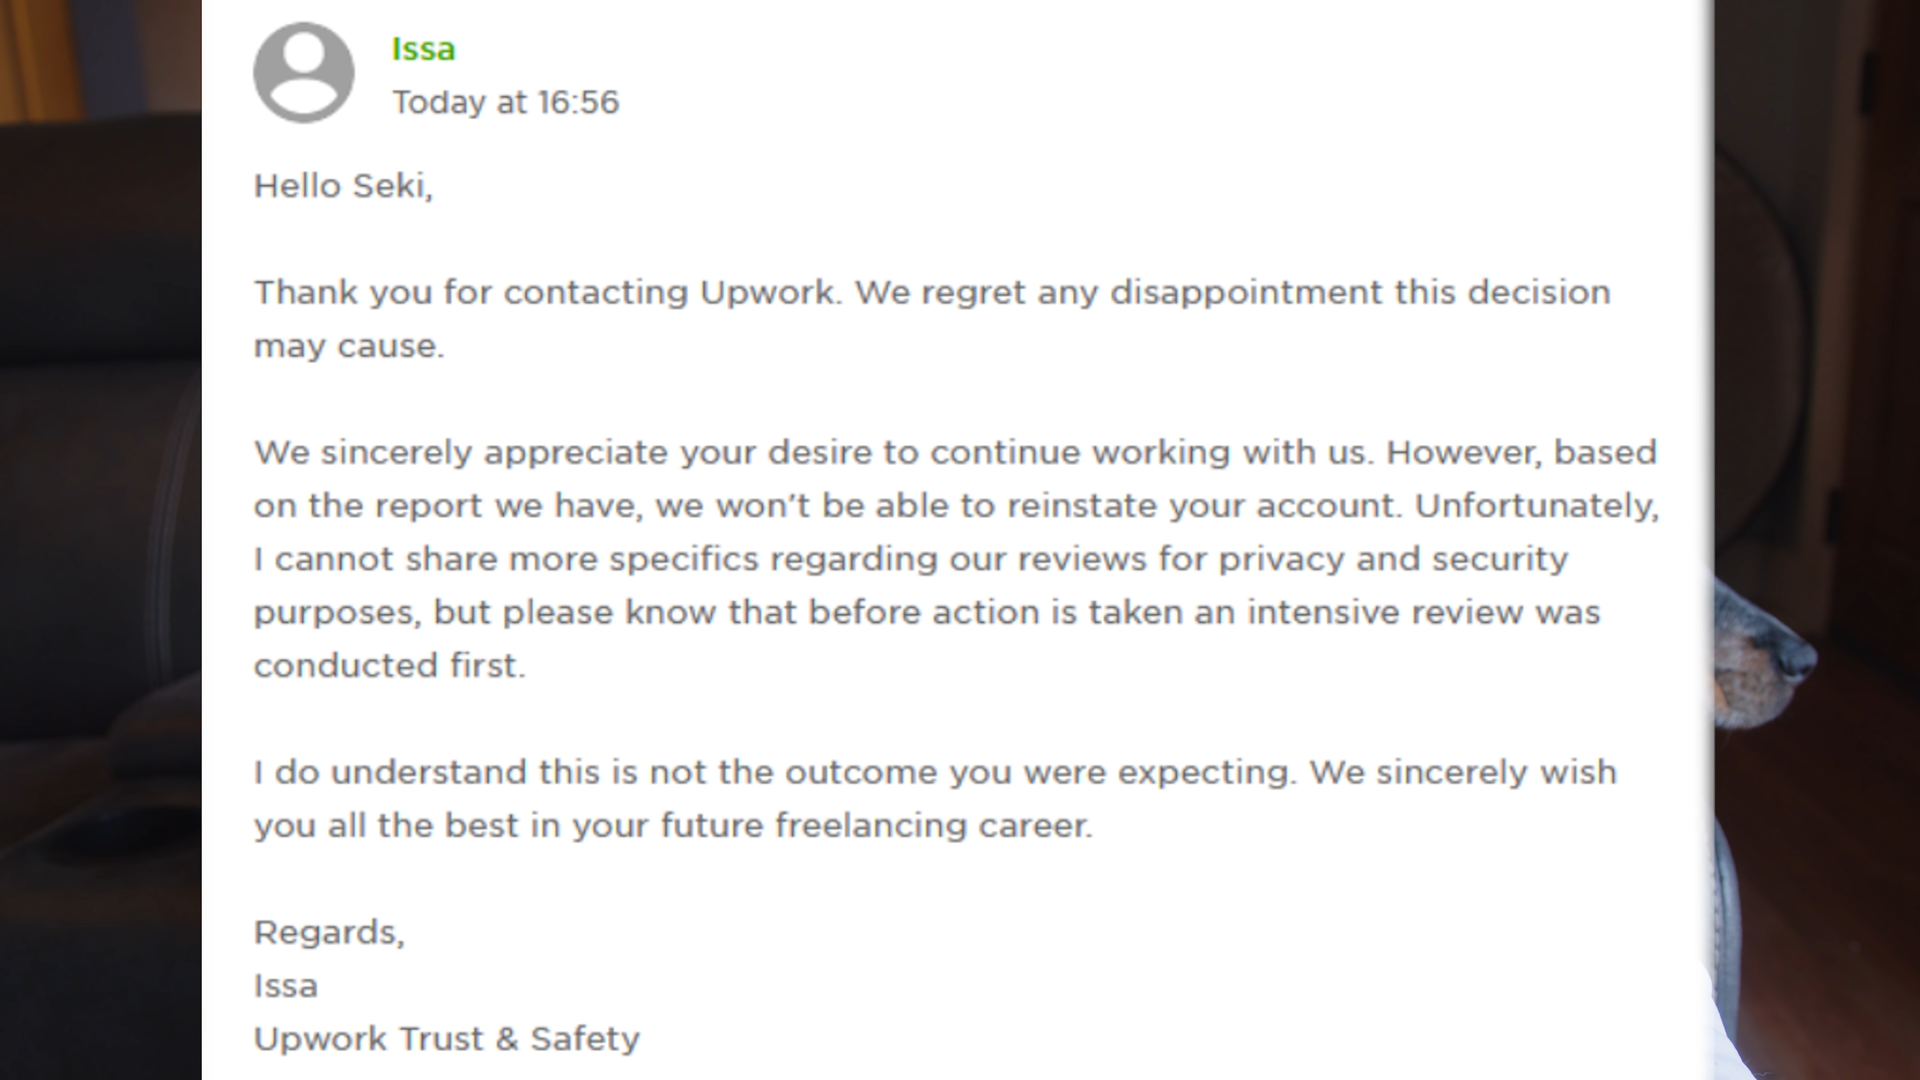 Issa
Today at 16:56
Hello Seki,
Thank you for contacting Upwork. We regret any disappointment this decision
may cause.
We sincerely appreciate your desire to continue working with us. However, based
on the report we have, we won't be able to reinstate your account. Unfortunately,
I cannot share more specifics regarding our reviews for privacy and security
purposes, but please know that before action is taken an intensive review was
conducted first.
I do understand this is not the outcome you were expecting. We sincerely wish
you all the best in your future freelancing career.
Regards,
Issa
Upwork Trust & Safety